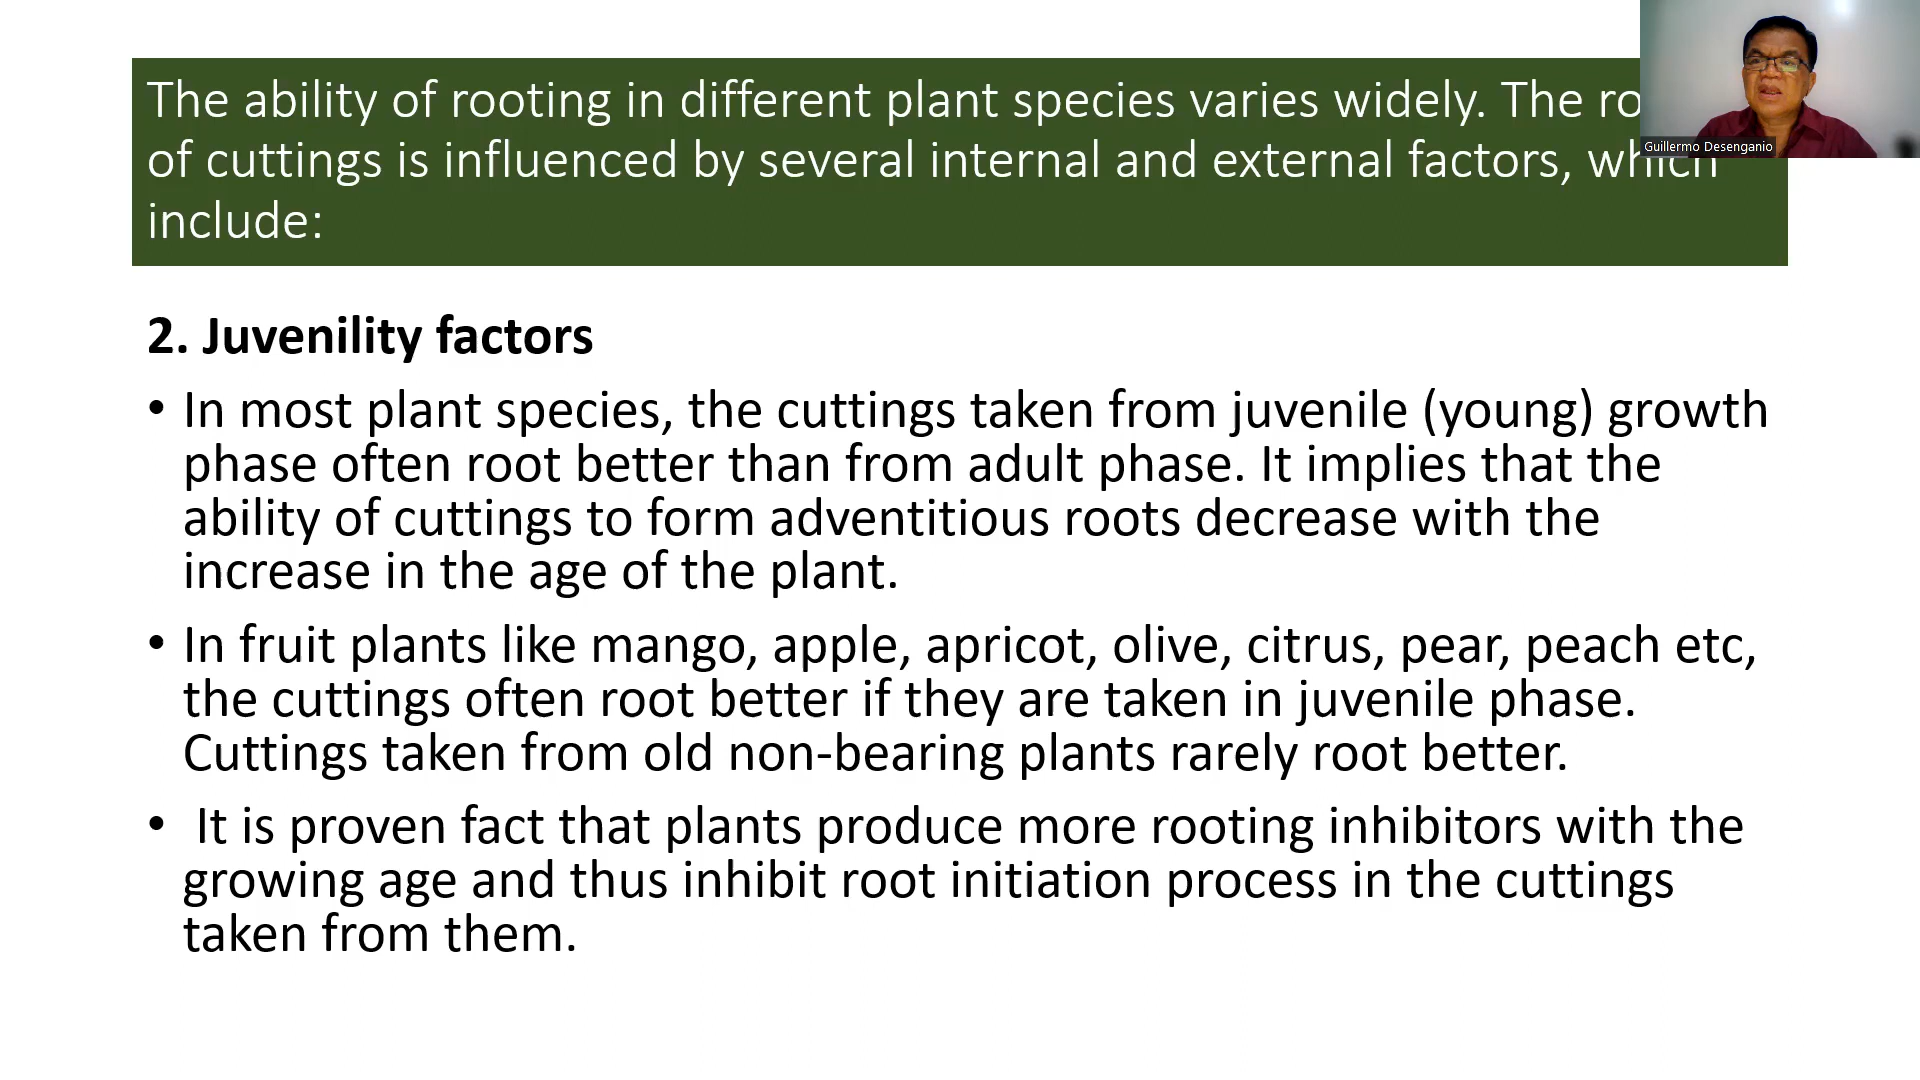 The ability of rooting in different plant species varies widely. The
of cuttings is influenced by several internal and external factors, which
include:
Guillermo Desenganio
2. Juvenility factors
• In most plant species, the cuttings taken from juvenile (young) growth
phase often root better than from adult phase. It implies that the
ability of cuttings to form adventitious roots decrease with the
increase in the age of the plant.
• In fruit plants like mango, apple, apricot, olive, citrus, pear, peach etc,
the cuttings often root better if they are taken in juvenile phase.
Cuttings taken from old non-bearing plants rarely root better.
• It is proven fact that plants produce more rooting inhibitors with the
growing age and thus inhibit root initiation process in the cuttings
taken from them.